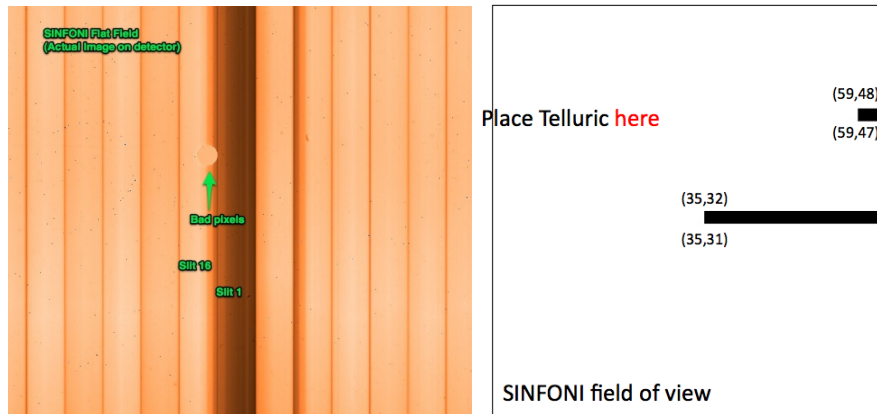 SINFONI Flat Field
(Actual Image on detector)
Bad pixels
Slit 16
Slit 1
(59,48)
Place Telluric here
(59,47)
(35,32)
(35,31)
SINFONI field of view